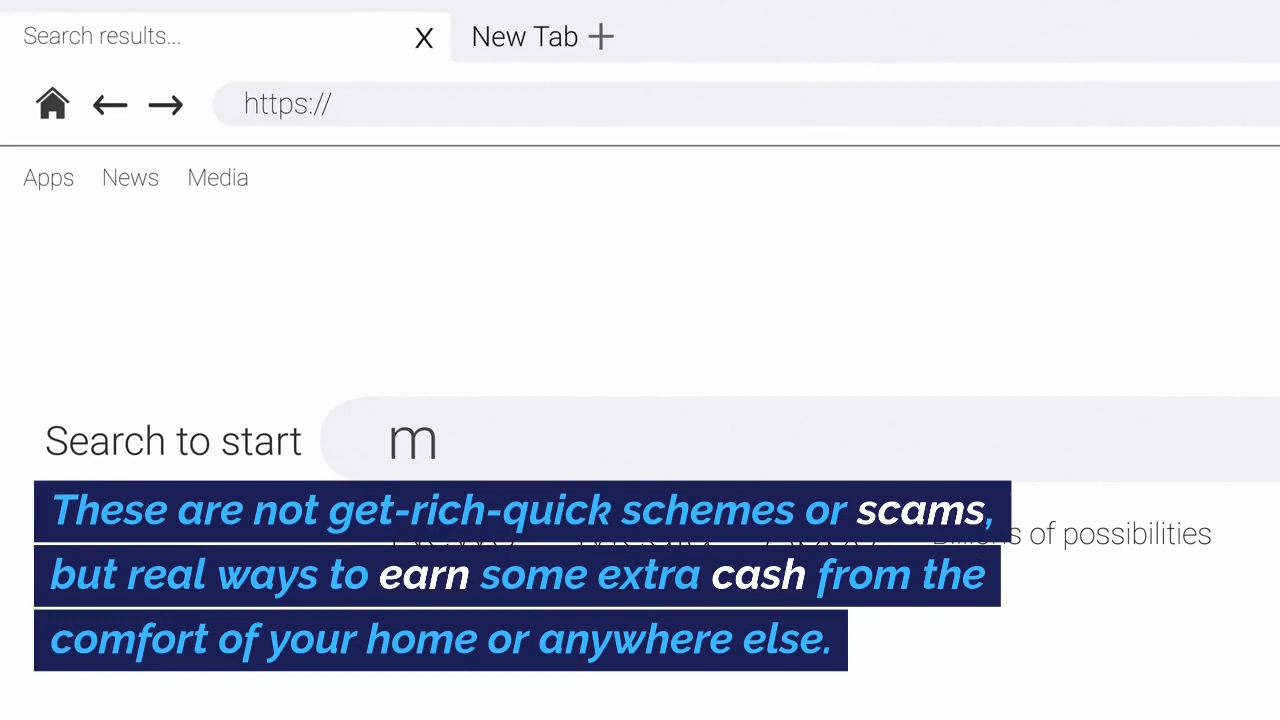 Search results... X New Tab +
https://
Apps News Media
Search to start m
These are not get-rich-quick schemes or scams,
of possibilities
but real ways to earn some extra cash from the
comfort of your home or anywhere else.